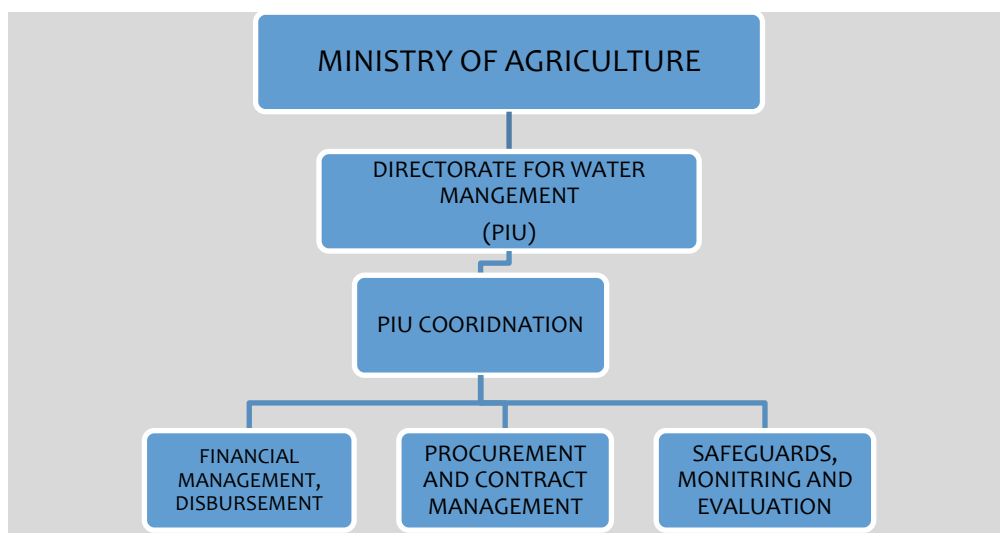 MINISTRY OF AGRICULTURE
DIRECTORATE FOR WATER
MANGEMENT
(PIU)
PIU COORIDNATION
FINANCIAL
MANAGEMENT,
DISBURSEMENT
PROCUREMENT
AND CONTRACT
MANAGEMENT
SAFEGUARDS,
MONITRING AND
EVALUATION